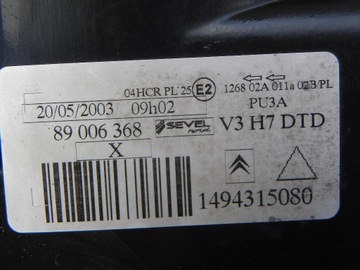 04HCR PL 25 E2 1268 02A 011a 02B/PL
20/05/2003 09h02 PU3A
89 006 368 SEVEL nord V3 H7 DTD
X
1494315080